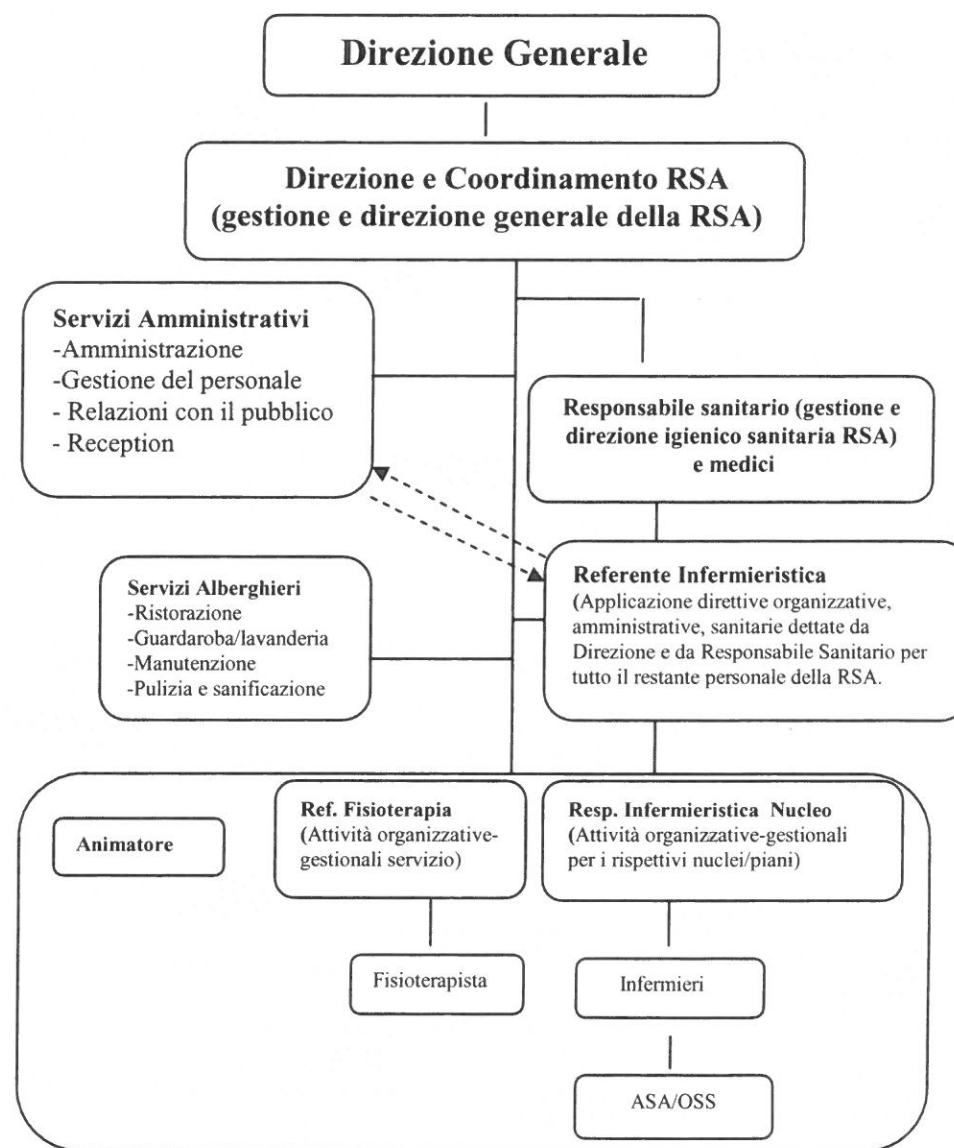 Direzione Generale
Direzione e Coordinamento RSA
(gestione e direzione generale della RSA)
Servizi Amministrativi
-Amministrazione
-Gestione del personale
- Relazioni con il pubblico
- Reception
Responsabile sanitario (gestione e
direzione igienico sanitaria RSA)
e medici
Servizi Alberghieri
-Ristorazione
-Guardaroba/lavanderia
-Manutenzione
-Pulizia e sanificazione
Referente Infermieristica
(Applicazione direttive organizzative,
amministrative, sanitarie dettate da
Direzione e da Responsabile Sanitario per
tutto il restante personale della RSA.
Animatore
Ref. Fisioterapia
(Attività organizzative-
gestionali servizio)
Resp. Infermieristica Nucleo
(Attività organizzative-gestionali
per i rispettivi nuclei/piani)
Fisioterapista
Infermieri
ASA/OSS